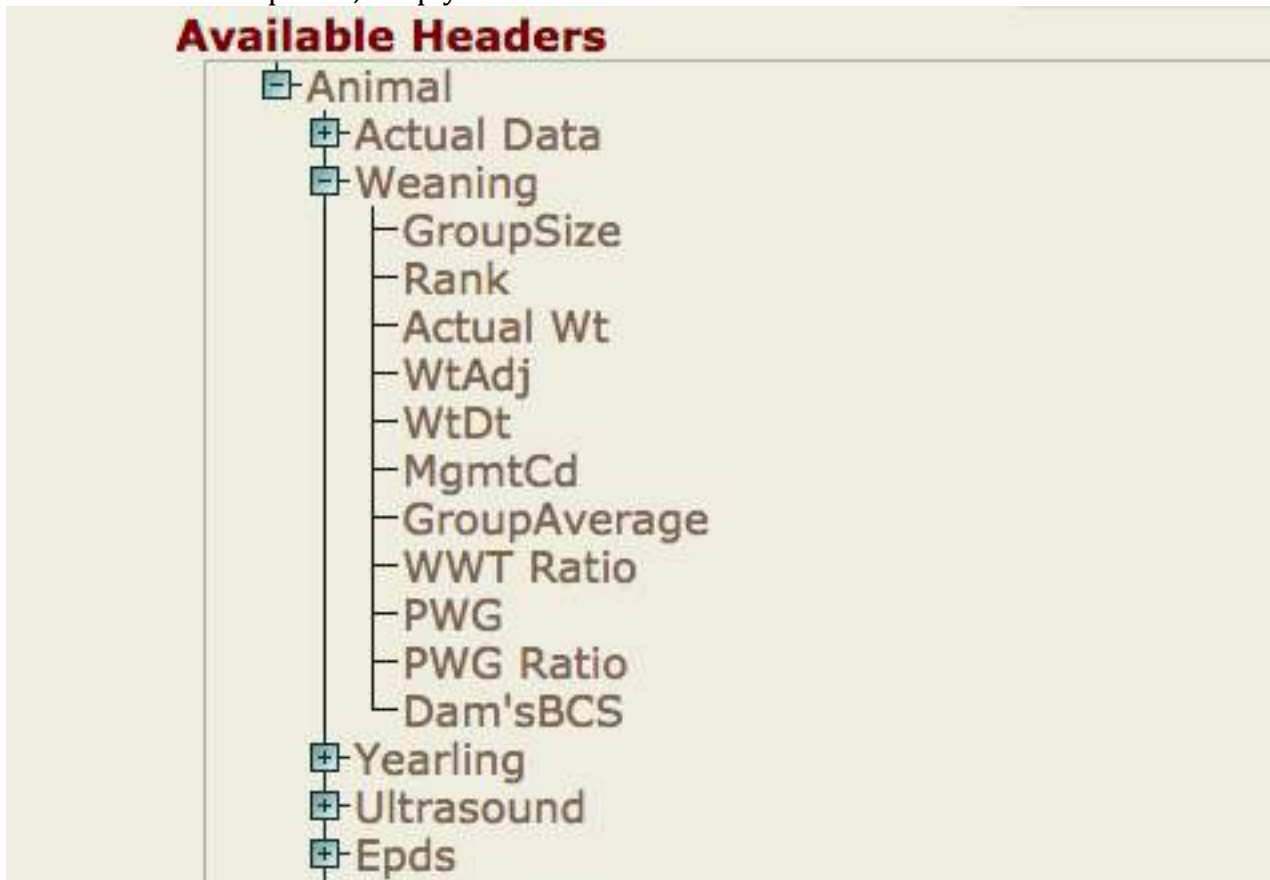 Available Headers
Animal
Actual Data
Weaning
GroupSize
Rank
Actual Wt
WtAdj
WtDt
MgmtCd
GroupAverage
WWT Ratio
PWG
PWG Ratio
Dam'sBCS
Yearling
Ultrasound
Epds